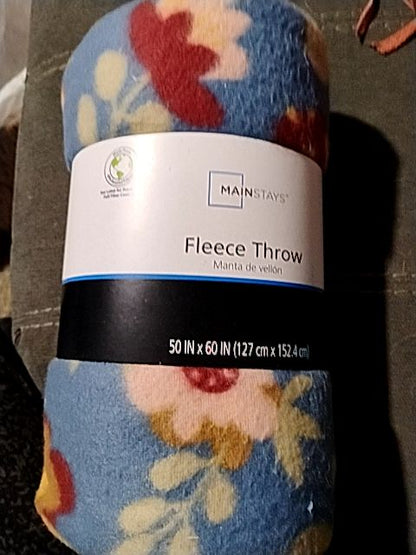 MAINSTAYS
Fleece Throw
Manta de vellón
50 IN x 60 IN (127 cm x 152.4 cm)